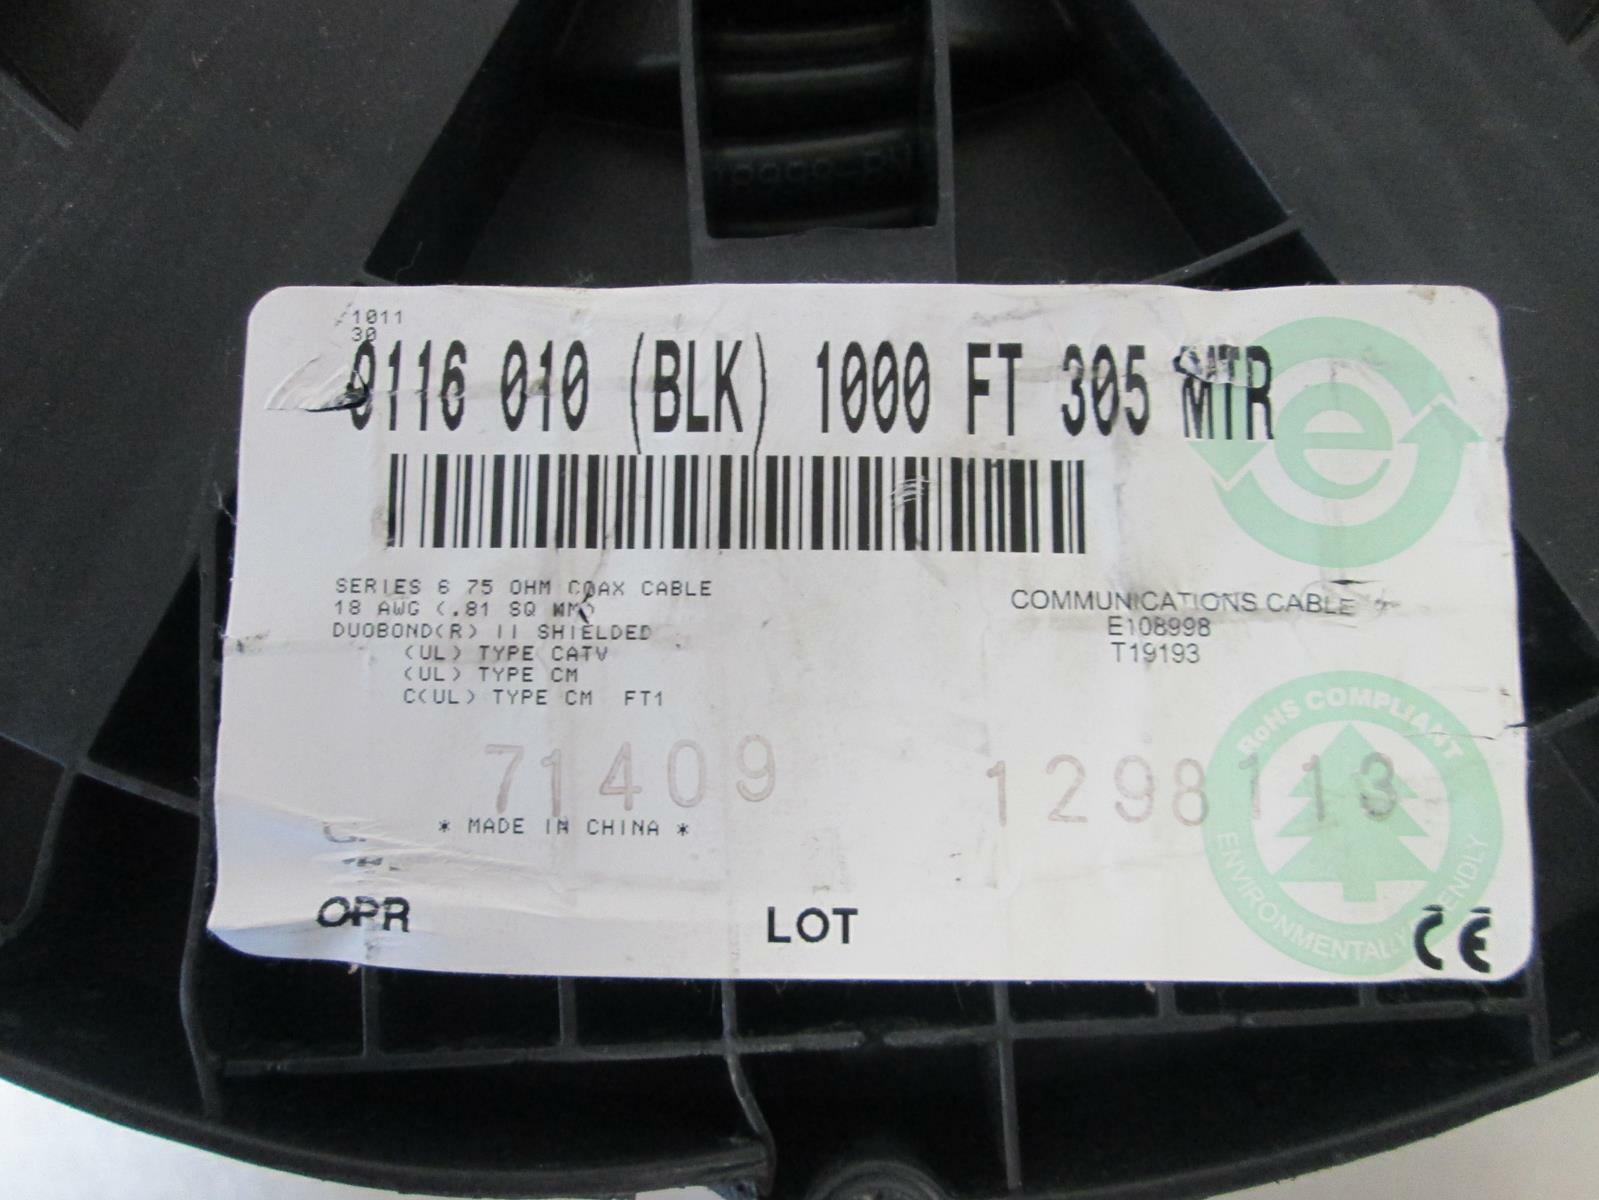 1011
30
9116 010 (BLK) 1000 FT 305 MTR
e
SERIES 6 75 OHM COAX CABLE
18 AWG (.81 SQ MM)
DUOBOND(R) II SHIELDED
(UL) TYPE CATV
(UL) TYPE CM
C(UL) TYPE CM FT1
COMMUNICATIONS CABLE
E108998
T19193
RoHS COMPLIANT
ENVIRONMENTALLY FRIENDLY
71409
1298113
* MADE IN CHINA *
OPR
LOT
CE